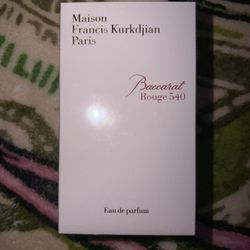 Maison
Francis Kurkdjian
Paris
Baccarat
Rouge 540
Eau de parfum